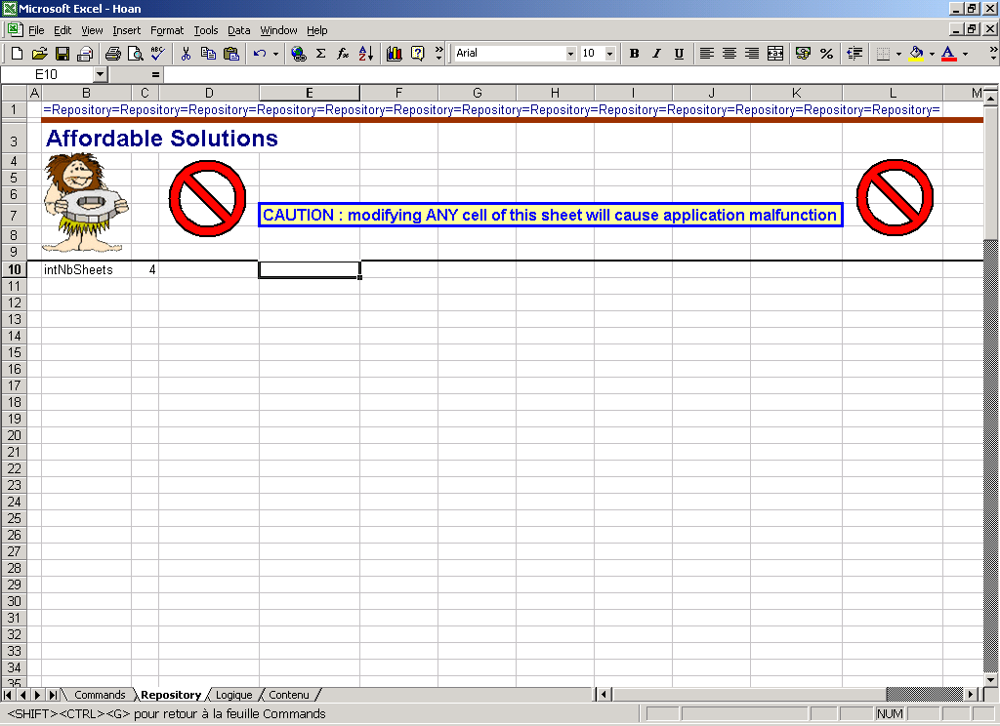 Microsoft Excel - Hoan
File Edit View Insert Format Tools Data Window Help
Arial 10 B I U %
E10 =
A B C D E F G H I J K L M
1 =Repository=Repository=Repository=Repository=Repository=Repository=Repository=Repository=Repository=Repository=Repository=Repository=Repository=
3 Affordable Solutions
4
5
6
7 CAUTION : modifying ANY cell of this sheet will cause application malfunction
8
9
10 intNbSheets 4
11
12
13
14
15
16
17
18
19
20
21
22
23
24
25
26
27
28
29
30
31
32
33
34
35
Commands Repository Logique Contenu
<SHIFT><CTRL><G> pour retour à la feuille Commands NUM